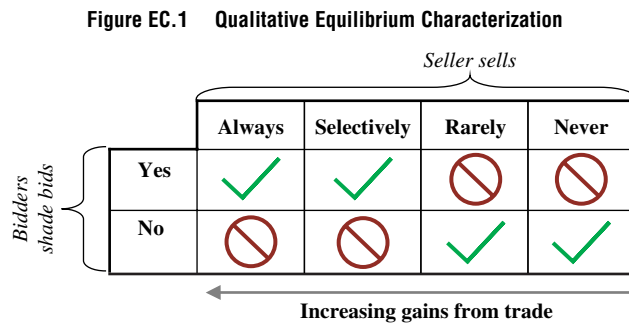 Figure EC.1 Qualitative Equilibrium Characterization
Seller sells
Always Selectively Rarely Never
Bidders
shade bids
Yes
No
Increasing gains from trade